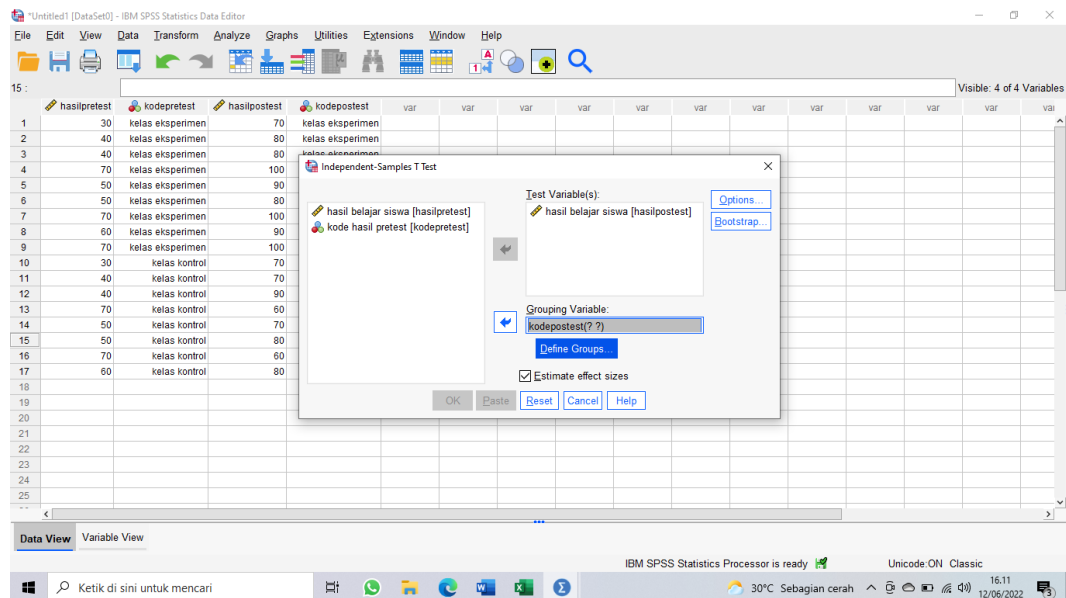 *Untitled1 [DataSet0] - IBM SPSS Statistics Data Editor
File Edit View Data Transform Analyze Graphs Utilities Extensions Window Help
15 :
Visible: 4 of 4 Variables
hasilpretest kodepretest hasilpostest kodepostest var var var var var var var var var var var var
1 30 kelas eksperimen 70 kelas eksperimen
2 40 kelas eksperimen 80 kelas eksperimen
3 40 kelas eksperimen 80 kelas eksperimen
4 70 kelas eksperimen 100
5 50 kelas eksperimen 90
6 50 kelas eksperimen 80
7 70 kelas eksperimen 100
8 60 kelas eksperimen 90
9 70 kelas eksperimen 100
10 30 kelas kontrol 70
11 40 kelas kontrol 70
12 40 kelas kontrol 90
13 70 kelas kontrol 60
14 50 kelas kontrol 70
15 50 kelas kontrol 80
16 70 kelas kontrol 60
17 60 kelas kontrol 80
18
19
20
21
22
23
24
25
Independent-Samples T Test
Test Variable(s):
hasil belajar siswa [hasilpretest]
kode hasil pretest [kodepretest]
hasil belajar siswa [hasilpostest]
Options...
Bootstrap...
Grouping Variable:
kodepostest(? ?)
Define Groups...
Estimate effect sizes
OK Paste Reset Cancel Help
Data View Variable View
IBM SPSS Statistics Processor is ready Unicode:ON Classic
Ketik di sini untuk mencari
30°C Sebagian cerah
16.11
12/06/2022